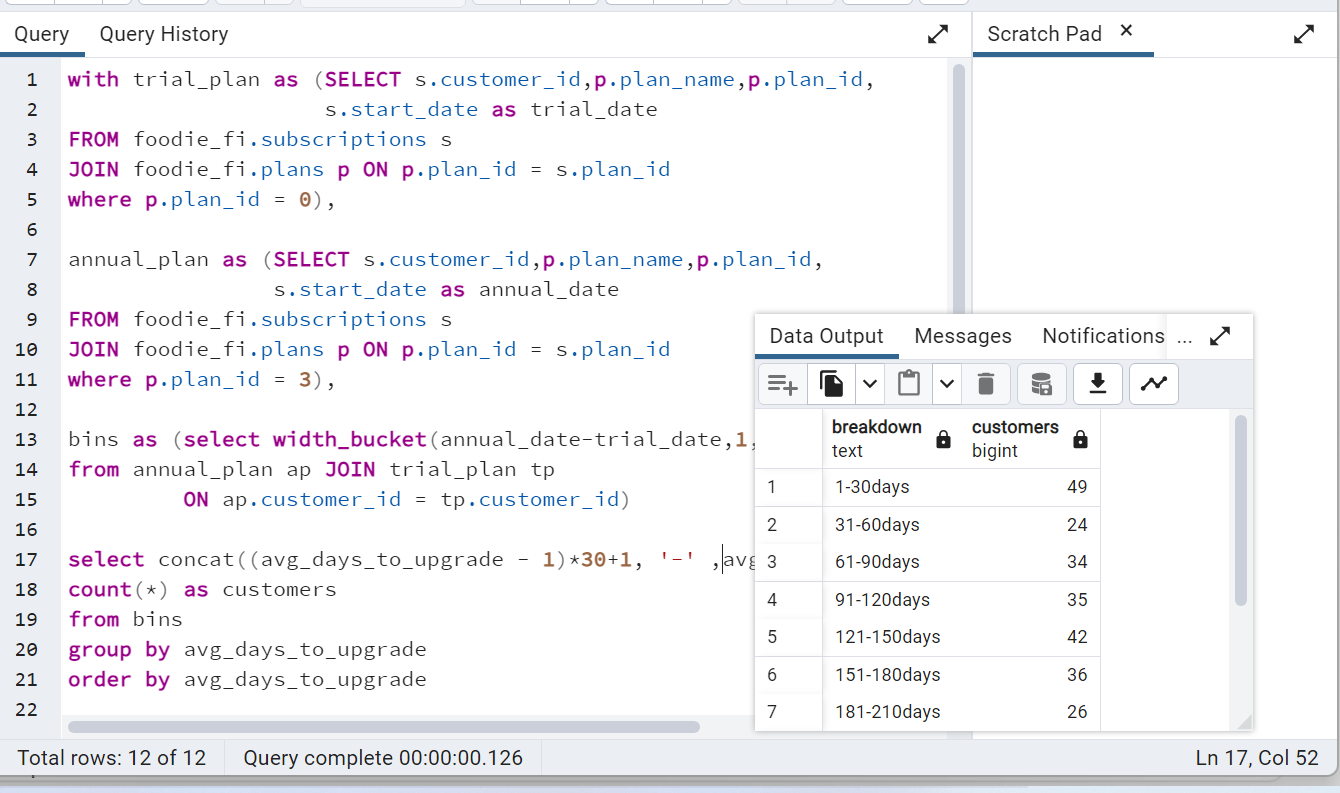 Query Query History
Scratch Pad ×
1 with trial_plan as (SELECT s.customer_id,p.plan_name,p.plan_id,
2 s.start_date as trial_date
3 FROM foodie_fi.subscriptions s
4 JOIN foodie_fi.plans p ON p.plan_id = s.plan_id
5 where p.plan_id = 0),
6
7 annual_plan as (SELECT s.customer_id,p.plan_name,p.plan_id,
8 s.start_date as annual_date
9 FROM foodie_fi.subscriptions s
10 JOIN foodie_fi.plans p ON p.plan_id = s.plan_id
11 where p.plan_id = 3),
12
13 bins as (select width_bucket(annual_date-trial_date,1,
14 from annual_plan ap JOIN trial_plan tp
15 ON ap.customer_id = tp.customer_id)
16
17 select concat((avg_days_to_upgrade - 1)*30+1, '-' ,avg
18 count(*) as customers
19 from bins
20 group by avg_days_to_upgrade
21 order by avg_days_to_upgrade
22
Data Output Messages Notifications ...
breakdown customers
text bigint
1 1-30days 49
2 31-60days 24
3 61-90days 34
4 91-120days 35
5 121-150days 42
6 151-180days 36
7 181-210days 26
Total rows: 12 of 12 Query complete 00:00:00.126 Ln 17, Col 52